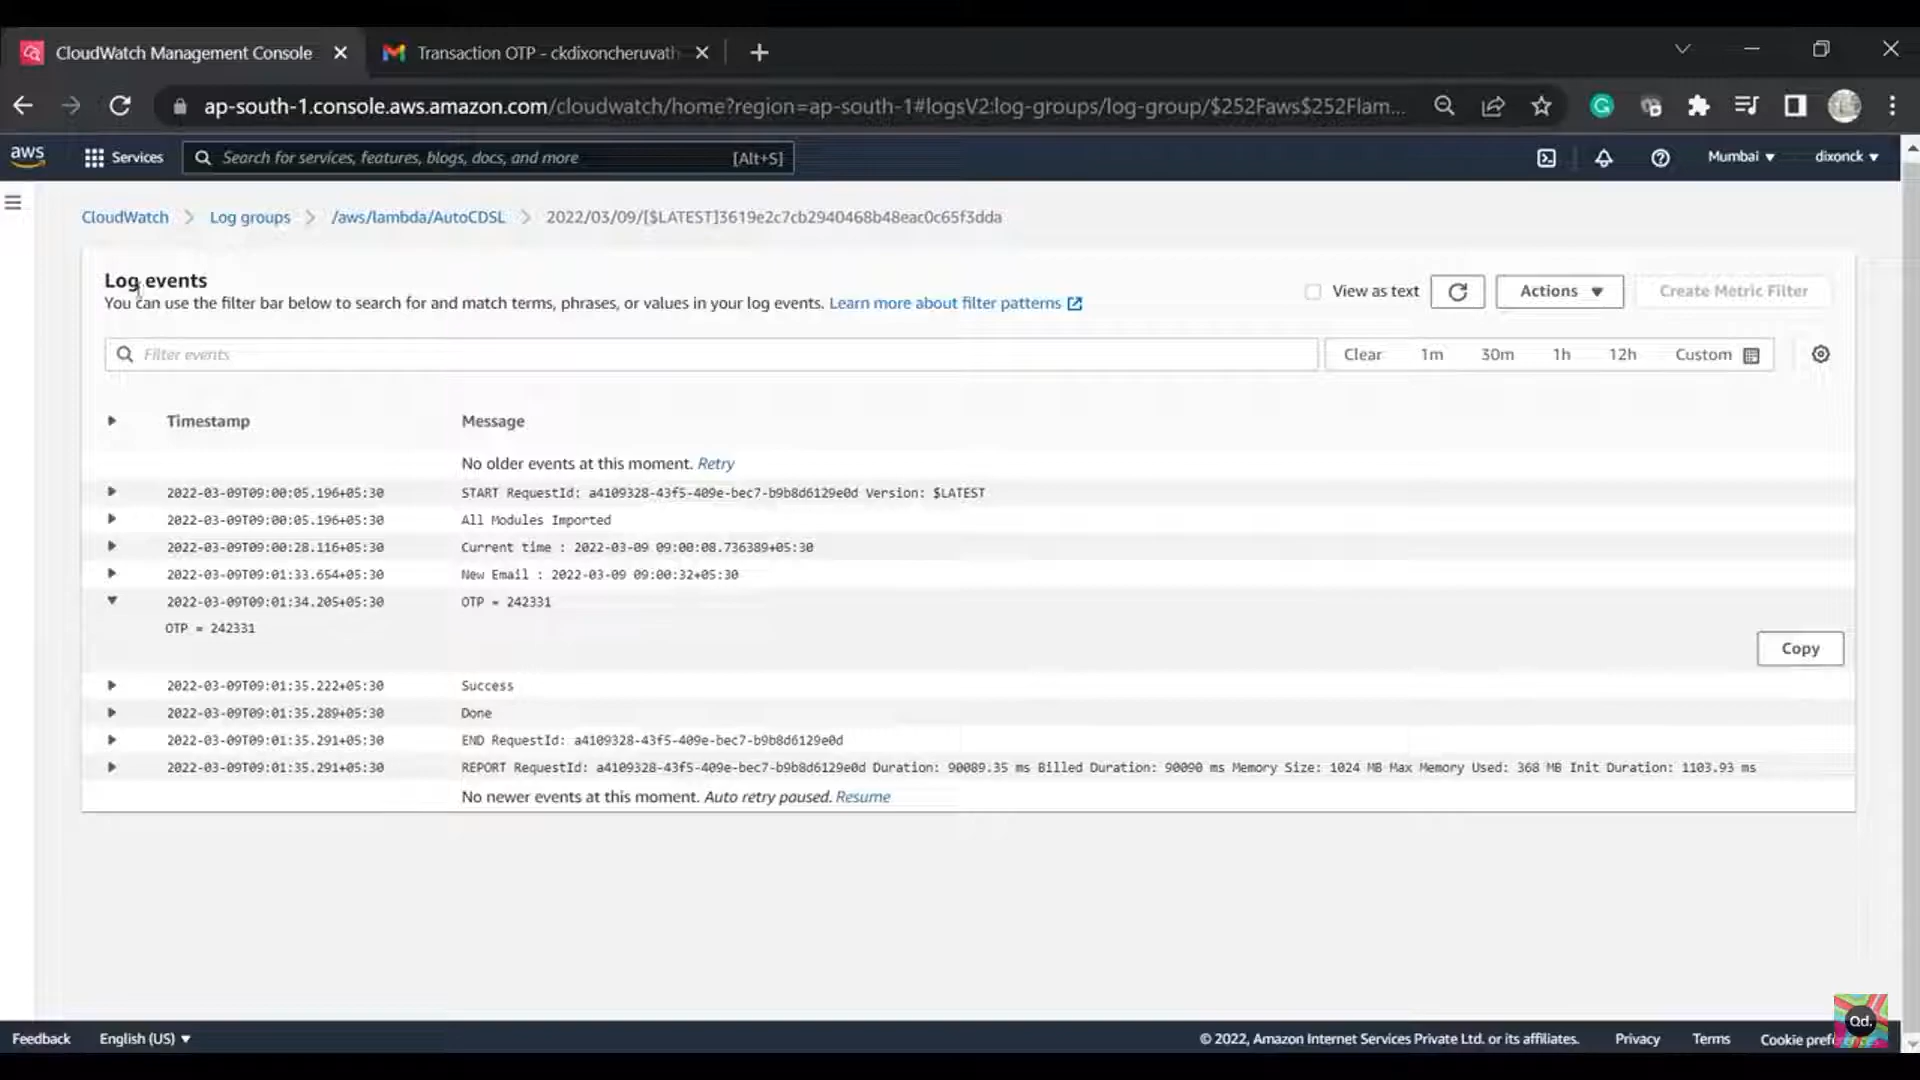 CloudWatch Management Console
Transaction OTP - ckdixoncheruvath
ap-south-1.console.aws.amazon.com/cloudwatch/home?region=ap-south-1#logsV2:log-groups/log-group/$252Faws$252Flam...
aws Services Search for services, features, blogs, docs, and more [Alt+S] Mumbai dixonck
CloudWatch Log groups /aws/lambda/AutoCDSL 2022/03/09/[$LATEST]3619e2c7cb2940468b48eac0c65f3dda
Log events
You can use the filter bar below to search for and match terms, phrases, or values in your log events. Learn more about filter patterns
View as text Actions Create Metric Filter
Filter events Clear 1m 30m 1h 12h Custom
Timestamp Message
No older events at this moment. Retry
2022-03-09T09:00:05.196+05:30 START RequestId: a4109328-43f5-409e-bec7-b9b8d6129e0d Version: $LATEST
2022-03-09T09:00:05.196+05:30 All Modules Imported
2022-03-09T09:00:28.116+05:30 Current time : 2022-03-09 09:00:08.736389+05:30
2022-03-09T09:01:33.654+05:30 New Email : 2022-03-09 09:00:32+05:30
2022-03-09T09:01:34.205+05:30 OTP = 242331
OTP = 242331
Copy
2022-03-09T09:01:35.222+05:30 Success
2022-03-09T09:01:35.289+05:30 Done
2022-03-09T09:01:35.291+05:30 END RequestId: a4109328-43f5-409e-bec7-b9b8d6129e0d
2022-03-09T09:01:35.291+05:30 REPORT RequestId: a4109328-43f5-409e-bec7-b9b8d6129e0d Duration: 90089.35 ms Billed Duration: 90090 ms Memory Size: 1024 MB Max Memory Used: 368 MB Init Duration: 1103.93 ms
No newer events at this moment. Auto retry paused. Resume
Qd.
Feedback English (US) © 2022, Amazon Internet Services Private Ltd. or its affiliates. Privacy Terms Cookie pref